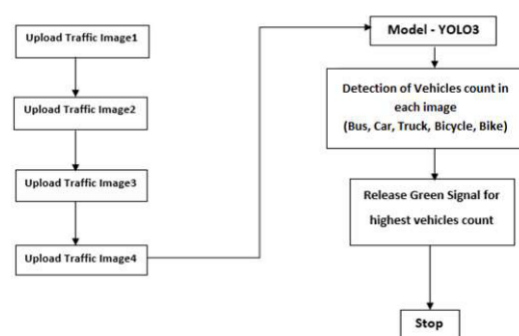 Upload Traffic Image1
Upload Traffic Image2
Upload Traffic Image3
Upload Traffic Image4
Model - YOLO3
Detection of Vehicles count in
each image
(Bus, Car, Truck, Bicycle, Bike)
Release Green Signal for
highest vehicles count
Stop